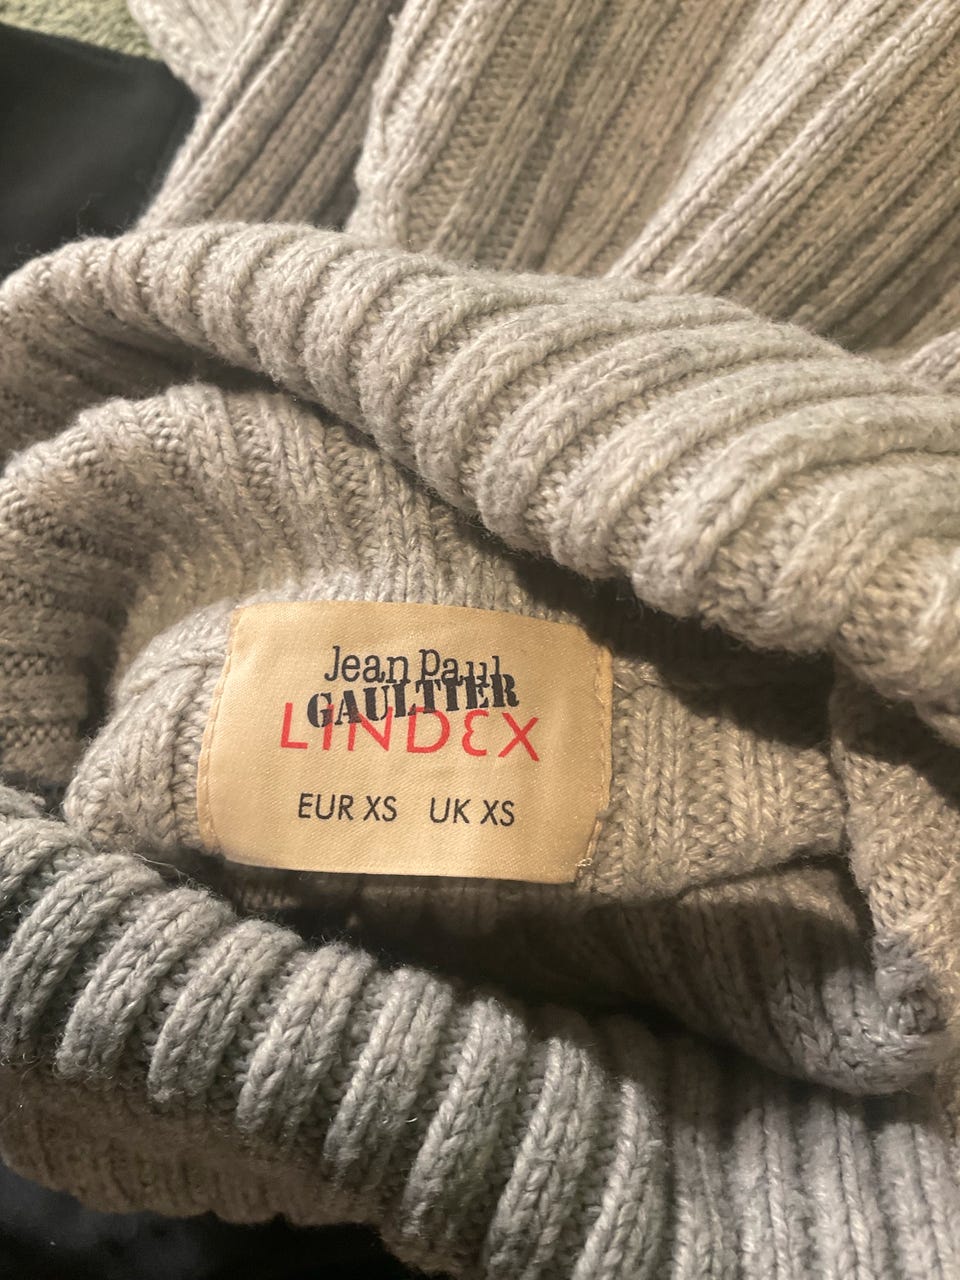 Jean Paul
GAULTIER
LINDEX
EUR XS UK XS